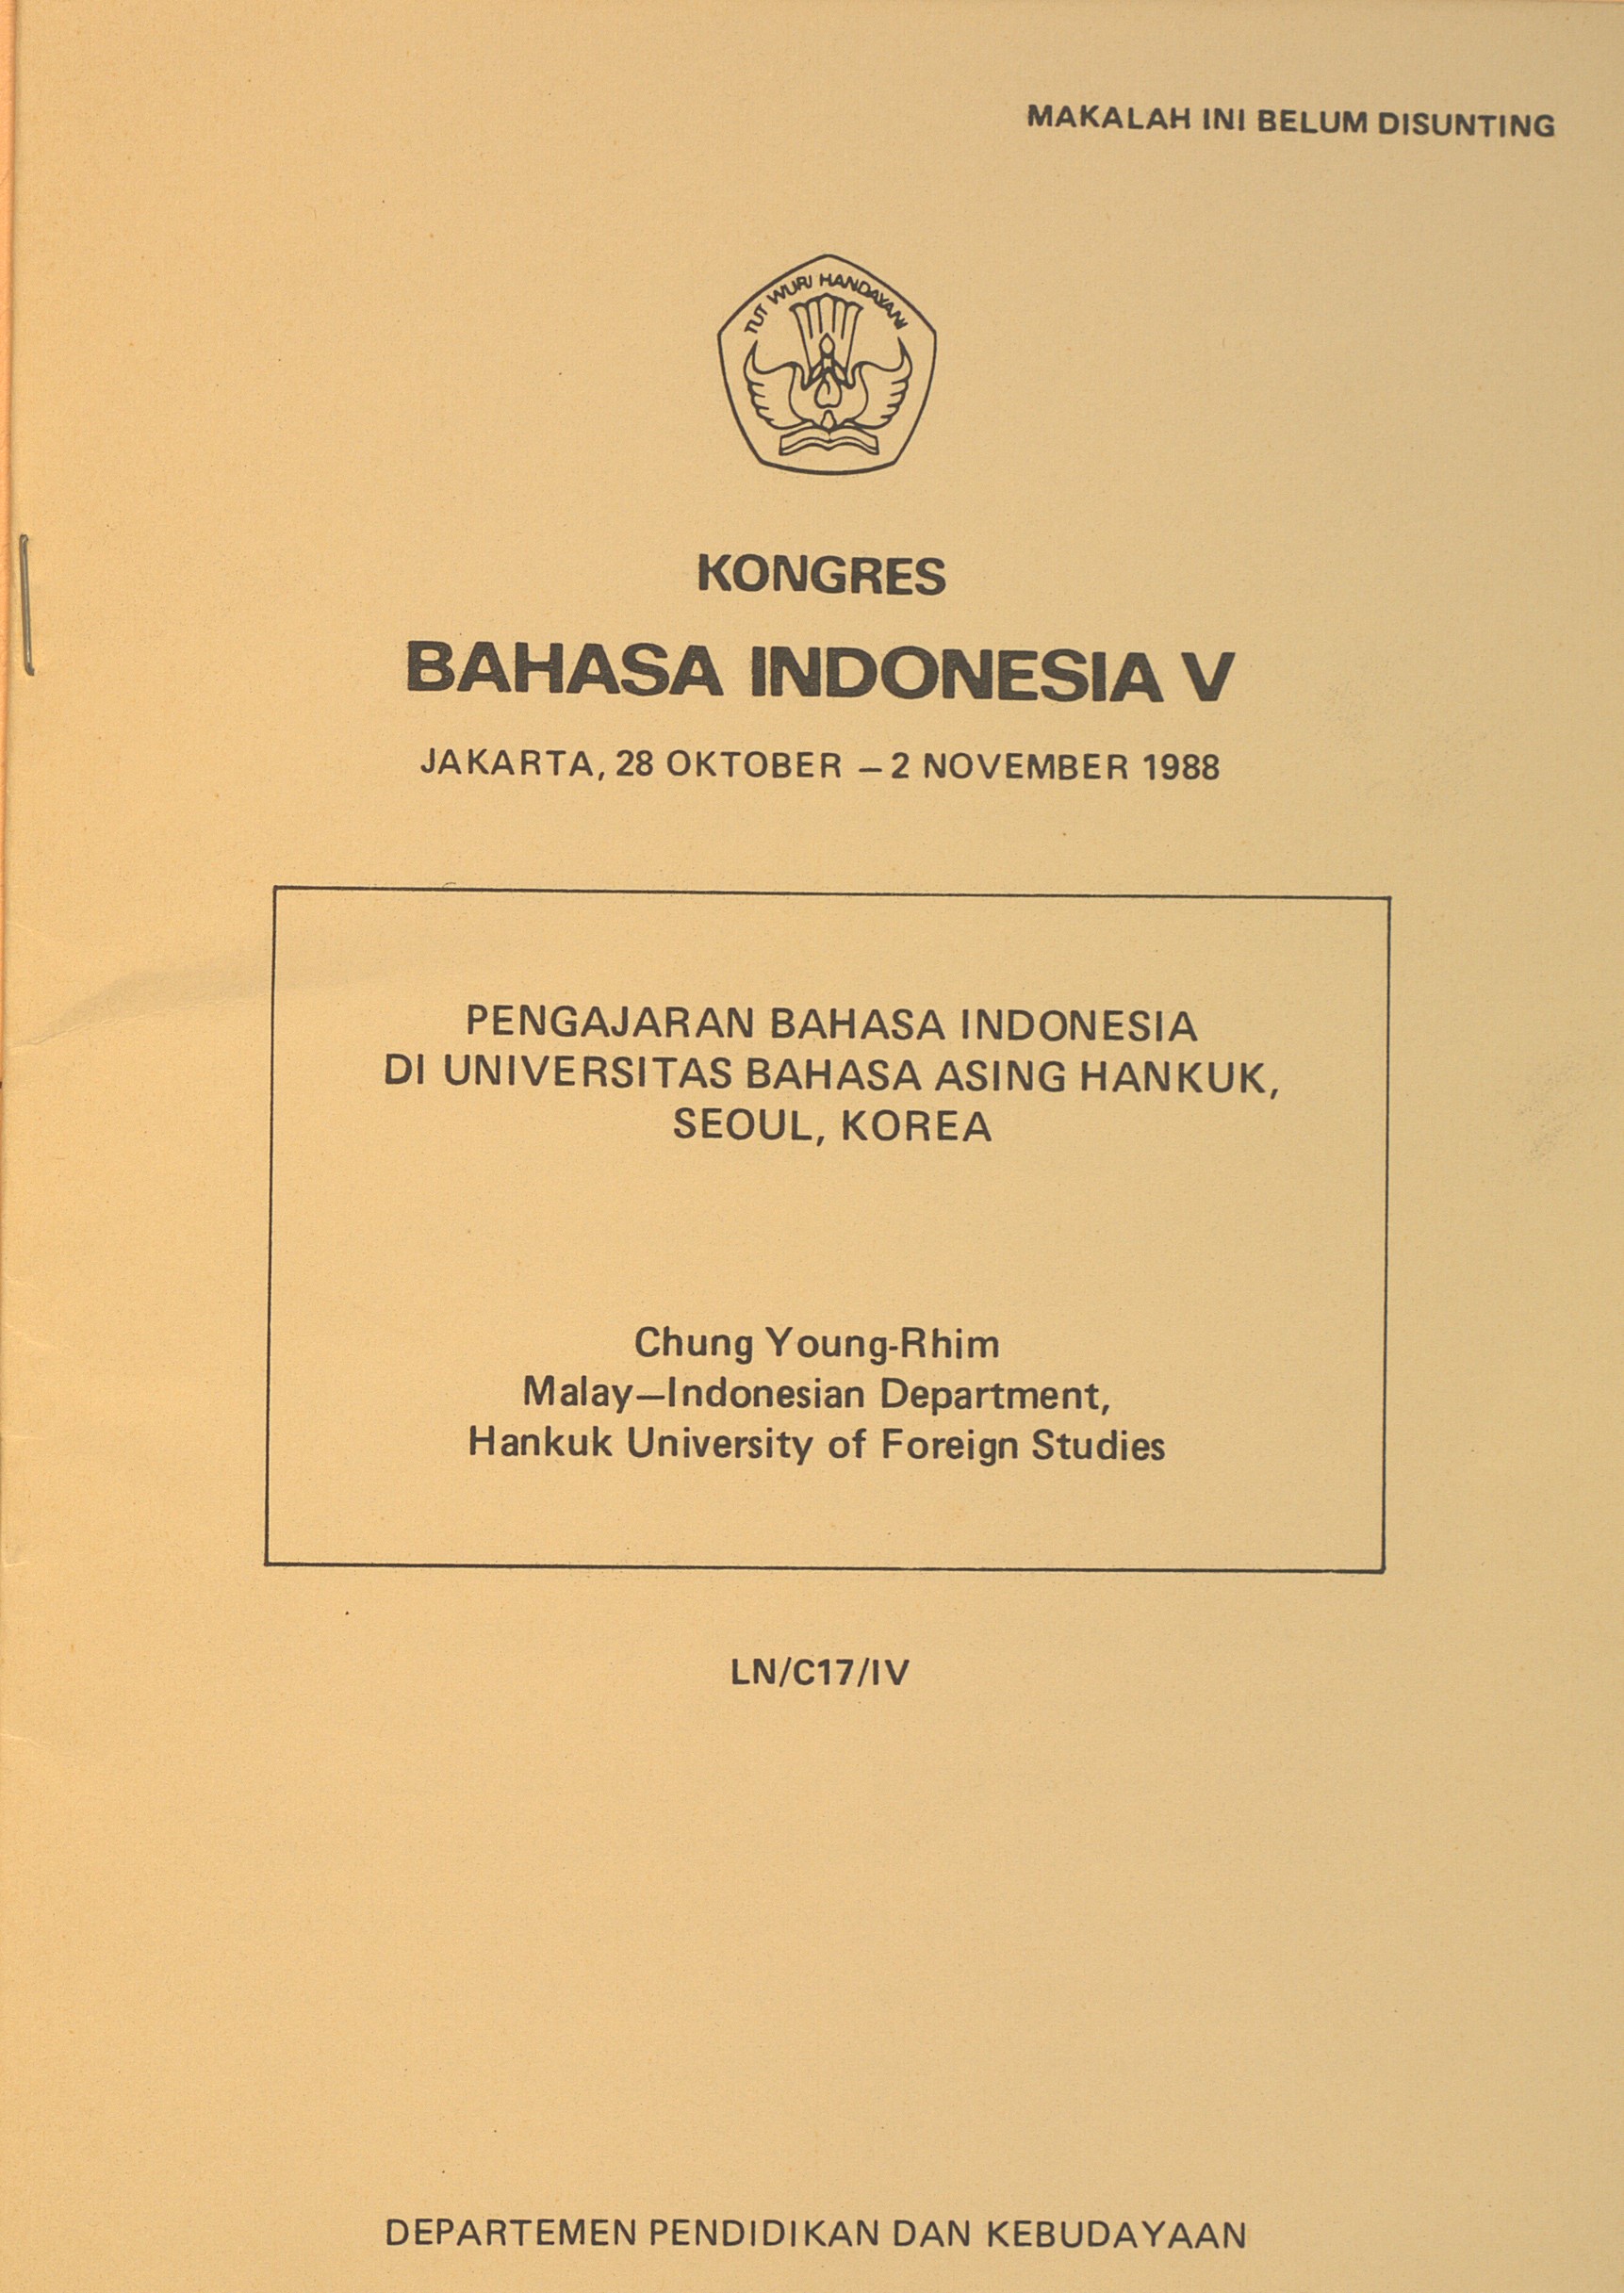 MAKALAH INI BELUM DISUNTING
TUT WURI HANDAYANI
KONGRES
BAHASA INDONESIA V
JAKARTA, 28 OKTOBER – 2 NOVEMBER 1988
PENGAJARAN BAHASA INDONESIA
DI UNIVERSITAS BAHASA ASING HANKUK,
SEOUL, KOREA
Chung Young-Rhim
Malay–Indonesian Department,
Hankuk University of Foreign Studies
LN/C17/IV
DEPARTEMEN PENDIDIKAN DAN KEBUDAYAAN